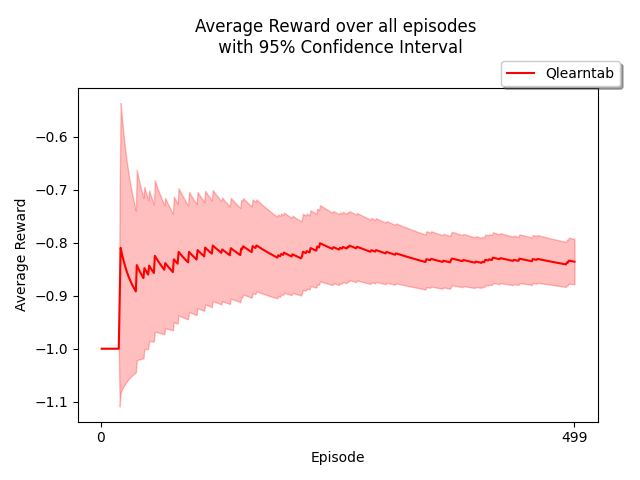 Average Reward over all episodes
with 95% Confidence Interval
Qlearntab
Average Reward
−0.6
−0.7
−0.8
−0.9
−1.0
−1.1
0
499
Episode